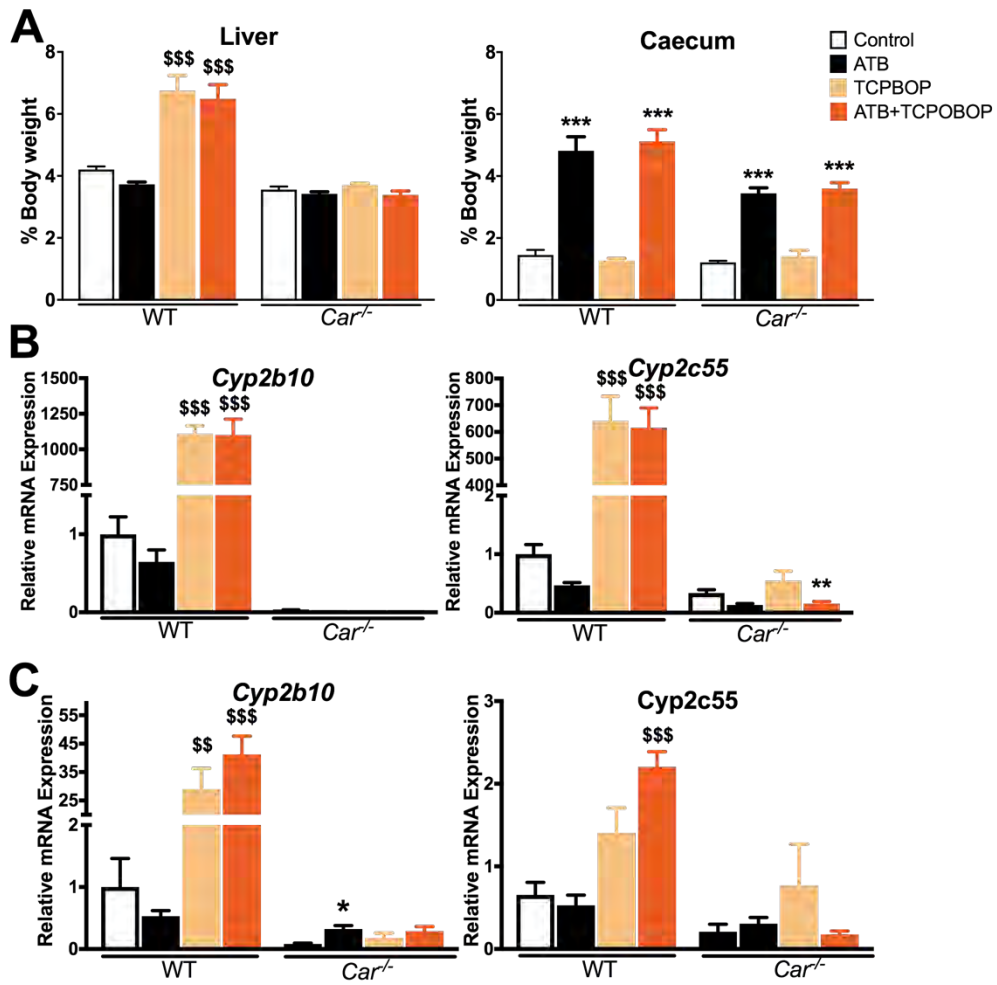 A
Liver
% Body weight
8
6
4
2
0
$$$
$$$
WT
Car-/-
Caecum
% Body weight
8
6
4
2
0
***
***
***
***
WT
Car-/-
Control
ATB
TCPBOP
ATB+TCPOBOP
B
Cyp2b10
Relative mRNA Expression
1500
1250
1000
750
1
0
$$$
$$$
WT
Car-/-
Cyp2c55
Relative mRNA Expression
800
700
600
500
400
2
1
0
$$$
$$$
**
WT
Car-/-
C
Cyp2b10
Relative mRNA Expression
55
45
35
25
2
1
0
$$
$$$
*
WT
Car-/-
Cyp2c55
Relative mRNA Expression
3
2
1
0
$$$
WT
Car-/-